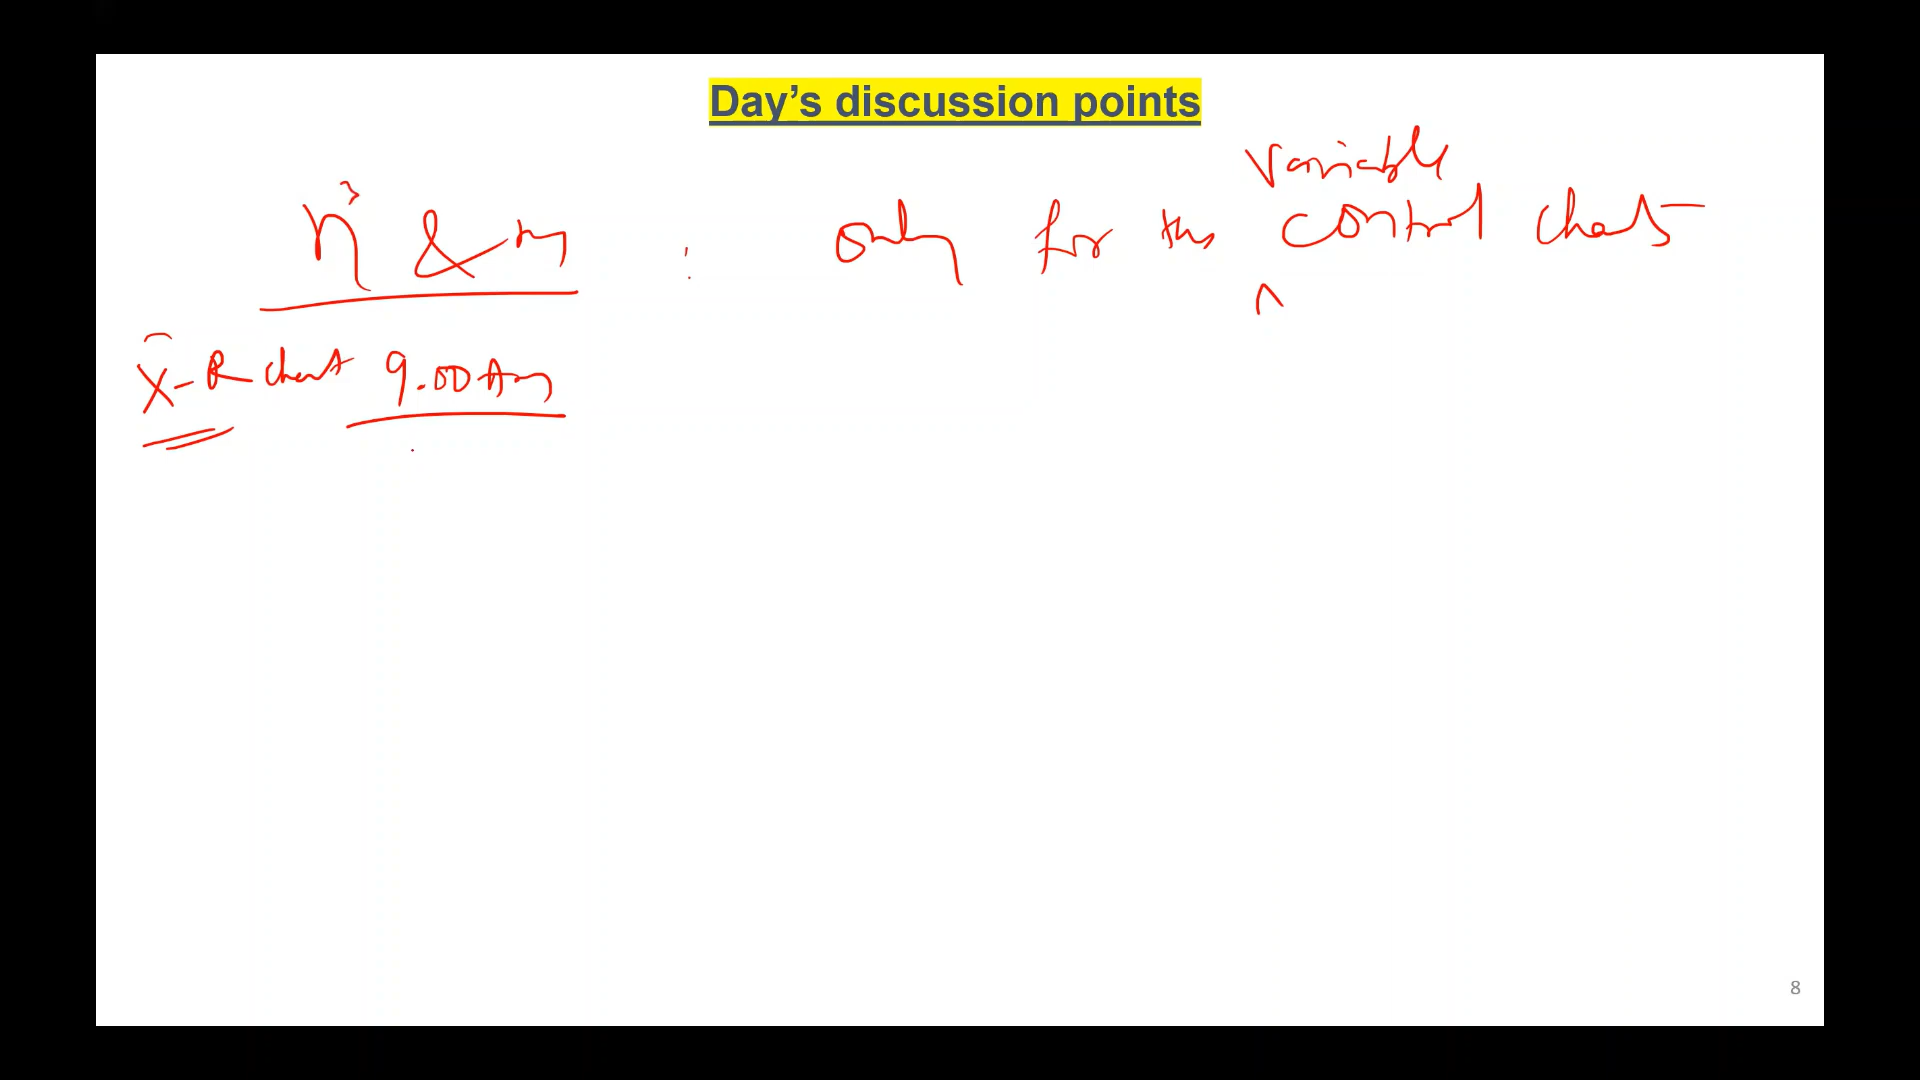 Day's discussion points
variable
n & m : only for the control charts
^
X̄-R chart 9.00 Am
8